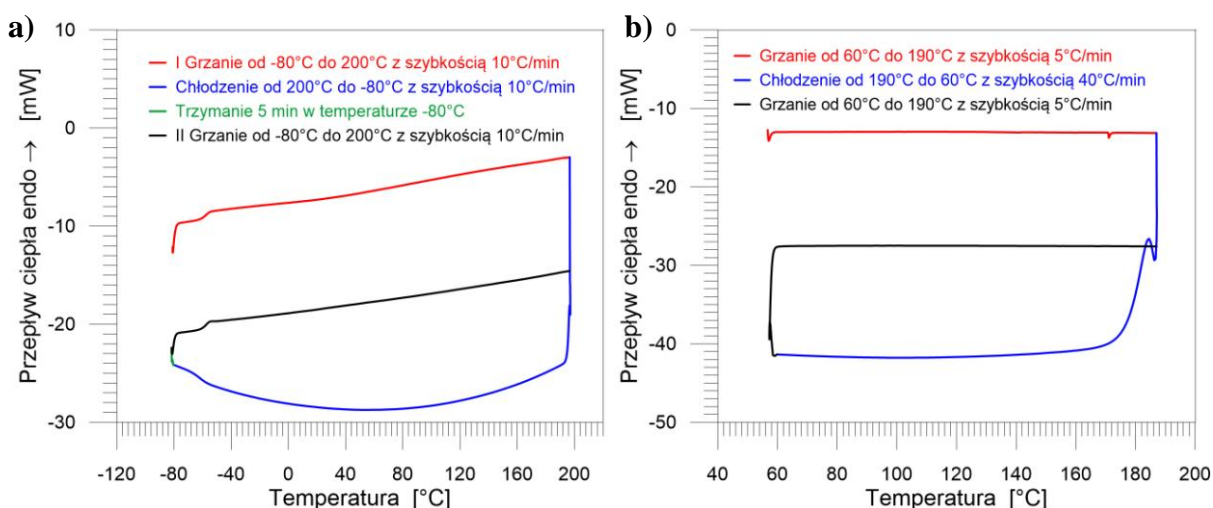 a)
10
0
-10
-20
-30
Przepływ ciepła endo → [mW]
I Grzanie od -80°C do 200°C z szybkością 10°C/min
Chłodzenie od 200°C do -80°C z szybkością 10°C/min
Trzymanie 5 min w temperaturze -80°C
II Grzanie od -80°C do 200°C z szybkością 10°C/min
-120 -80 -40 0 40 80 120 160 200
Temperatura [°C]
b)
0
-10
-20
-30
-40
-50
Przepływ ciepła endo → [mW]
Grzanie od 60°C do 190°C z szybkością 5°C/min
Chłodzenie od 190°C do 60°C z szybkością 40°C/min
Grzanie od 60°C do 190°C z szybkością 5°C/min
40 60 80 100 120 140 160 180 200
Temperatura [°C]